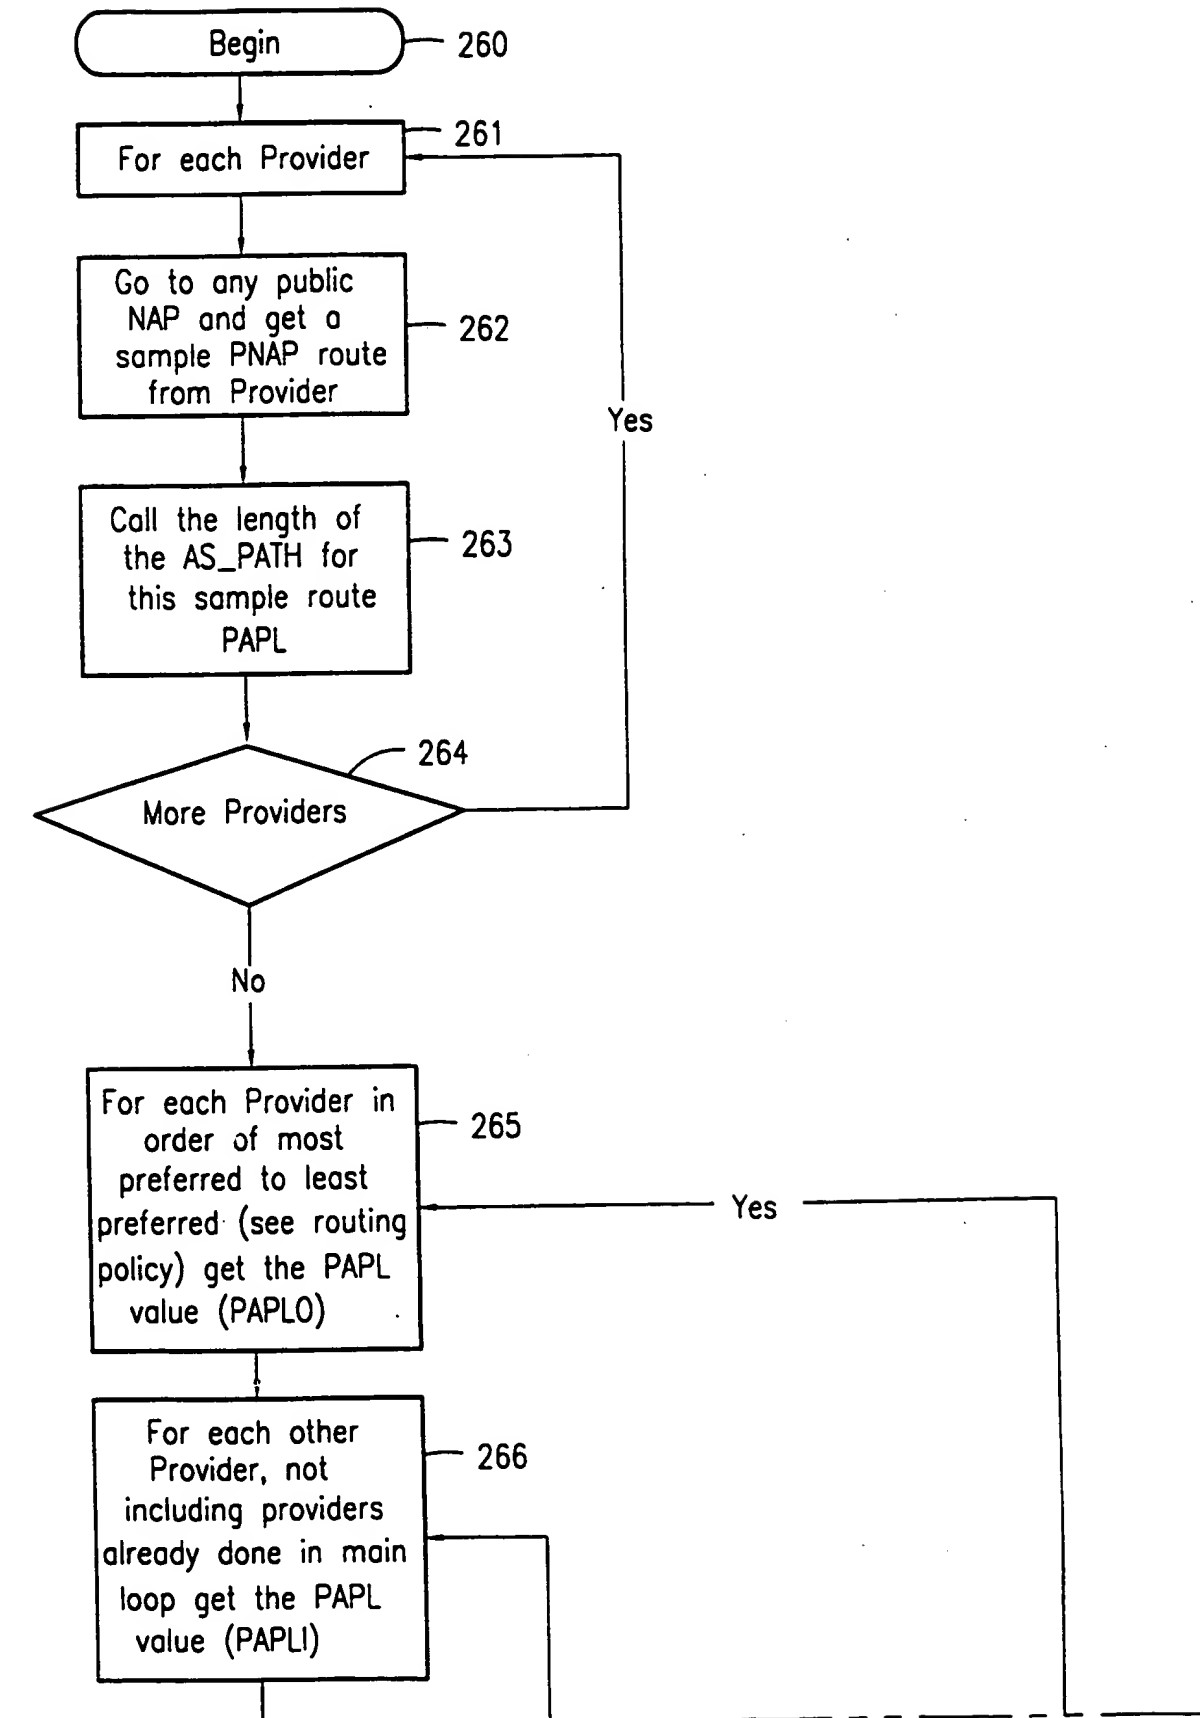 Begin
260
For each Provider
261
Go to any public
NAP and get a
sample PNAP route
from Provider
262
Yes
Call the length of
the AS_PATH for
this sample route
PAPL
263
More Providers
264
No
For each Provider in
order of most
preferred to least
preferred (see routing
policy) get the PAPL
value (PAPLO)
265
Yes
For each other
Provider, not
including providers
already done in main
loop get the PAPL
value (PAPLI)
266